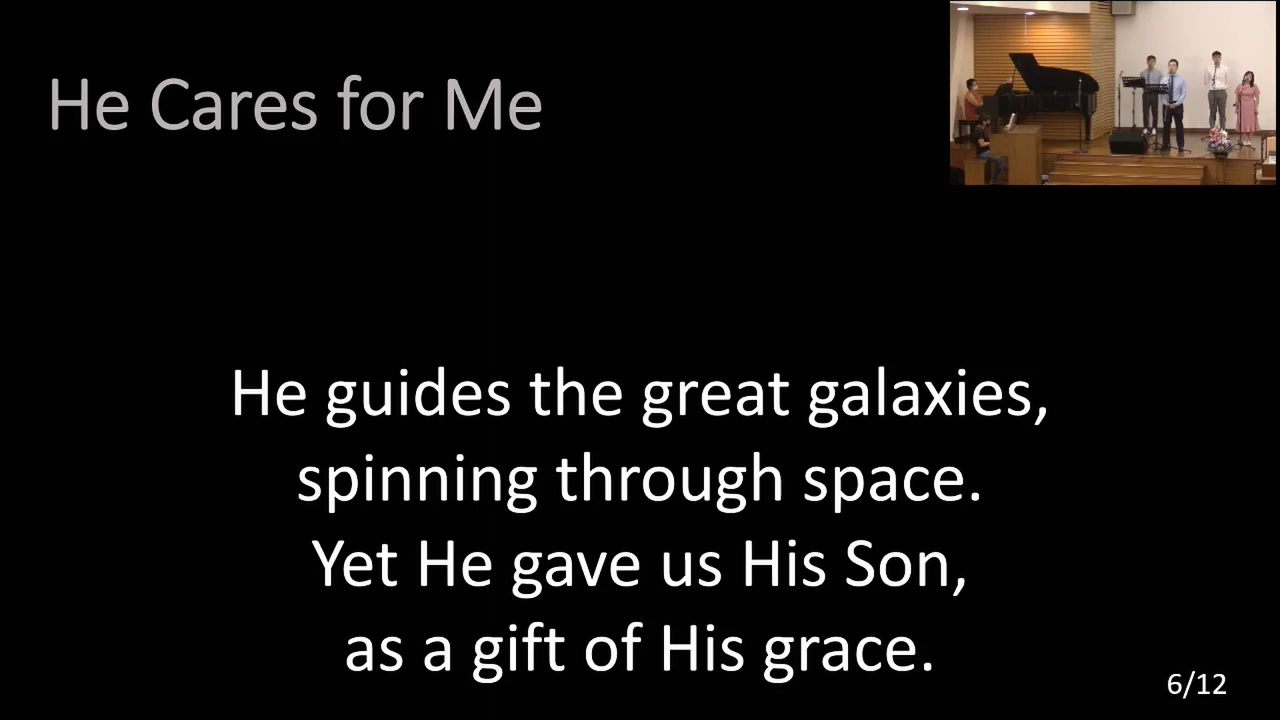 He Cares for Me
He guides the great galaxies,
spinning through space.
Yet He gave us His Son,
as a gift of His grace.
6/12